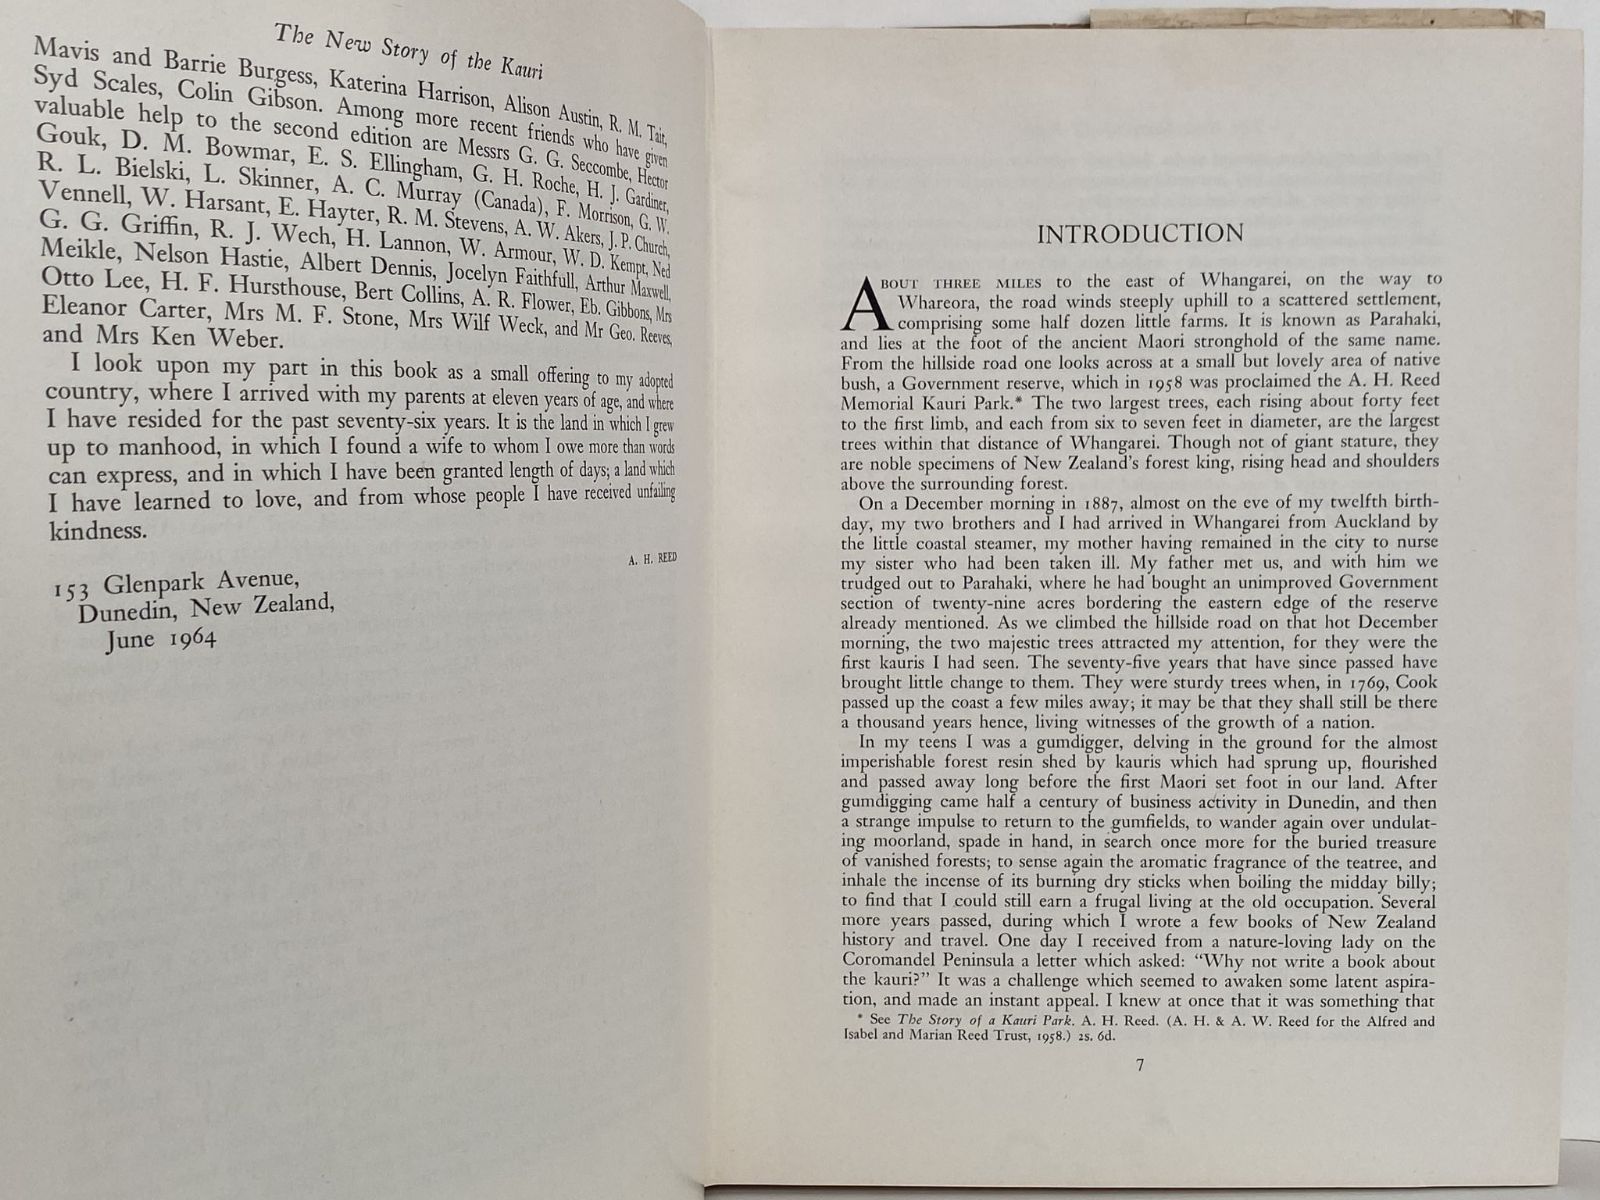 The New Story of the Kauri
Mavis and Barrie Burgess, Katerina Harrison, Alison Austin, R. M. Tait,
Syd Scales, Colin Gibson. Among more recent friends who have given
valuable help to the second edition are Messrs G. G. Seccombe, Hector
Gouk, D. M. Bowmar, E. S. Ellingham, G. H. Roche, H. J. Gardiner,
R. L. Bielski, L. Skinner, A. C. Murray (Canada), F. Morrison, G. W.
Vennell, W. Harsant, E. Hayter, R. M. Stevens, A. W. Akers, J. P. Church,
G. G. Griffin, R. J. Wech, H. Lannon, W. Armour, W. D. Kempt, Ned
Meikle, Nelson Hastie, Albert Dennis, Jocelyn Faithfull, Arthur Maxwell,
Otto Lee, H. F. Hursthouse, Bert Collins, A. R. Flower, Eb. Gibbons, Mrs
Eleanor Carter, Mrs M. F. Stone, Mrs Wilf Weck, and Mr Geo. Reeves,
and Mrs Ken Weber.
I look upon my part in this book as a small offering to my adopted
country, where I arrived with my parents at eleven years of age, and where
I have resided for the past seventy-six years. It is the land in which I grew
up to manhood, in which I found a wife to whom I owe more than words
can express, and in which I have been granted length of days; a land which
I have learned to love, and from whose people I have received unfailing
kindness.
A. H. REED
153 Glenpark Avenue,
Dunedin, New Zealand,
June 1964
INTRODUCTION
ABOUT THREE MILES to the east of Whangarei, on the way to
Whareora, the road winds steeply uphill to a scattered settlement,
comprising some half dozen little farms. It is known as Parahaki,
and lies at the foot of the ancient Maori stronghold of the same name.
From the hillside road one looks across at a small but lovely area of native
bush, a Government reserve, which in 1958 was proclaimed the A. H. Reed
Memorial Kauri Park.* The two largest trees, each rising about forty feet
to the first limb, and each from six to seven feet in diameter, are the largest
trees within that distance of Whangarei. Though not of giant stature, they
are noble specimens of New Zealand's forest king, rising head and shoulders
above the surrounding forest.
On a December morning in 1887, almost on the eve of my twelfth birth-
day, my two brothers and I had arrived in Whangarei from Auckland by
the little coastal steamer, my mother having remained in the city to nurse
my sister who had been taken ill. My father met us, and with him we
trudged out to Parahaki, where he had bought an unimproved Government
section of twenty-nine acres bordering the eastern edge of the reserve
already mentioned. As we climbed the hillside road on that hot December
morning, the two majestic trees attracted my attention, for they were the
first kauris I had seen. The seventy-five years that have since passed have
brought little change to them. They were sturdy trees when, in 1769, Cook
passed up the coast a few miles away; it may be that they shall still be there
a thousand years hence, living witnesses of the growth of a nation.
In my teens I was a gumdigger, delving in the ground for the almost
imperishable forest resin shed by kauris which had sprung up, flourished
and passed away long before the first Maori set foot in our land. After
gumdigging came half a century of business activity in Dunedin, and then
a strange impulse to return to the gumfields, to wander again over undulat-
ing moorland, spade in hand, in search once more for the buried treasure
of vanished forests; to sense again the aromatic fragrance of the teatree, and
inhale the incense of its burning dry sticks when boiling the midday billy;
to find that I could still earn a frugal living at the old occupation. Several
more years passed, during which I wrote a few books of New Zealand
history and travel. One day I received from a nature-loving lady on the
Coromandel Peninsula a letter which asked: "Why not write a book about
the kauri?" It was a challenge which seemed to awaken some latent aspira-
tion, and made an instant appeal. I knew at once that it was something that
* See The Story of a Kauri Park. A. H. Reed. (A. H. & A. W. Reed for the Alfred and
Isabel and Marian Reed Trust, 1958.) 2s. 6d.
7